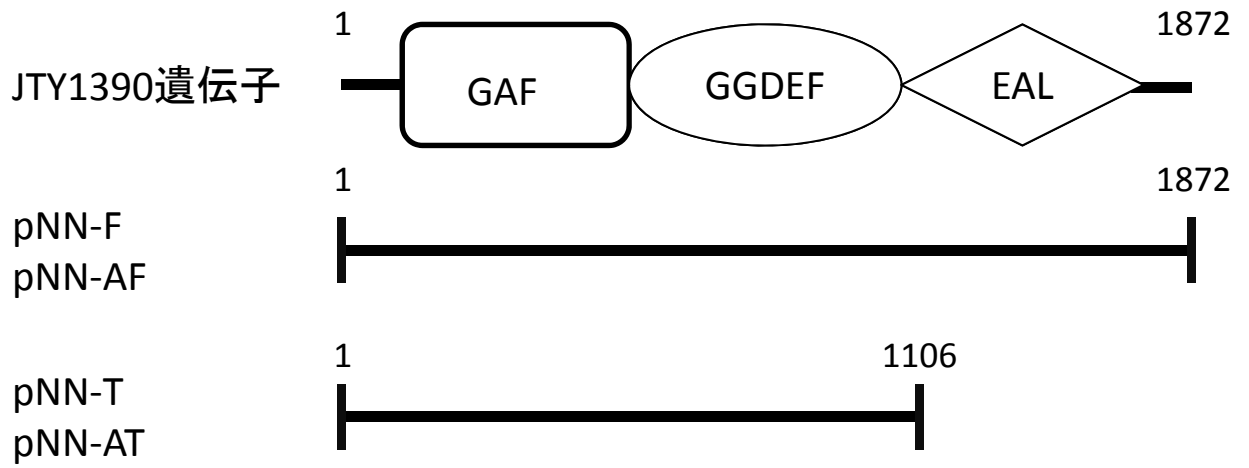 1 1872
JTY1390遺伝子 GAF GGDEF EAL
1 1872
pNN-F
pNN-AF
1 1106
pNN-T
pNN-AT